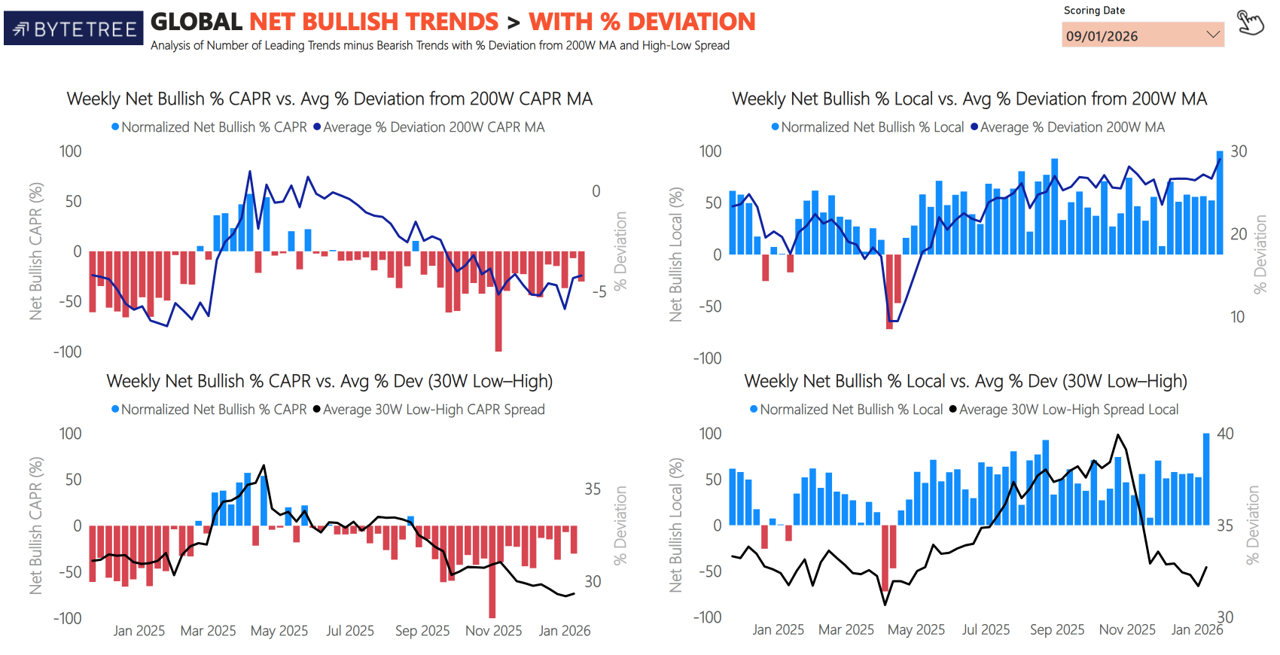 BYTETREE
GLOBAL NET BULLISH TRENDS > WITH % DEVIATION
Analysis of Number of Leading Trends minus Bearish Trends with % Deviation from 200W MA and High-Low Spread
Scoring Date
09/01/2026
Weekly Net Bullish % CAPR vs. Avg % Deviation from 200W CAPR MA
Normalized Net Bullish % CAPR Average % Deviation 200W CAPR MA
Net Bullish CAPR (%)
100
50
0
-50
-100
0
-5
% Deviation
Weekly Net Bullish % Local vs. Avg % Deviation from 200W MA
Normalized Net Bullish % Local Average % Deviation 200W MA
Net Bullish Local (%)
100
50
0
-50
-100
30
20
10
% Deviation
Weekly Net Bullish % CAPR vs. Avg % Dev (30W Low–High)
Normalized Net Bullish % CAPR Average 30W Low-High CAPR Spread
Net Bullish CAPR (%)
100
50
0
-50
-100
35
30
% Deviation
Jan 2025 Mar 2025 May 2025 Jul 2025 Sep 2025 Nov 2025 Jan 2026
Weekly Net Bullish % Local vs. Avg % Dev (30W Low–High)
Normalized Net Bullish % Local Average 30W Low-High Spread Local
Net Bullish Local (%)
100
50
0
-50
-100
40
35
30
% Deviation
Jan 2025 Mar 2025 May 2025 Jul 2025 Sep 2025 Nov 2025 Jan 2026